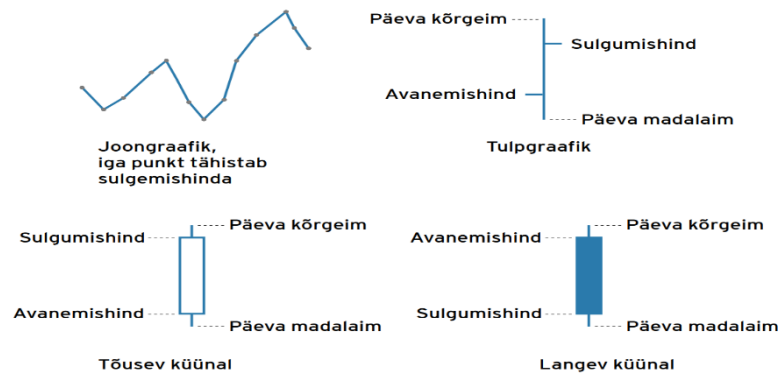 Päeva kõrgeim
Sulgumishind
Avanemishind
Päeva madalaim
Joongraafik,
iga punkt tähistab
sulgemishinda
Tulpgraafik
Päeva kõrgeim
Sulgumishind
Avanemishind
Päeva madalaim
Tõusev küünal
Päeva kõrgeim
Avanemishind
Sulgumishind
Päeva madalaim
Langev küünal